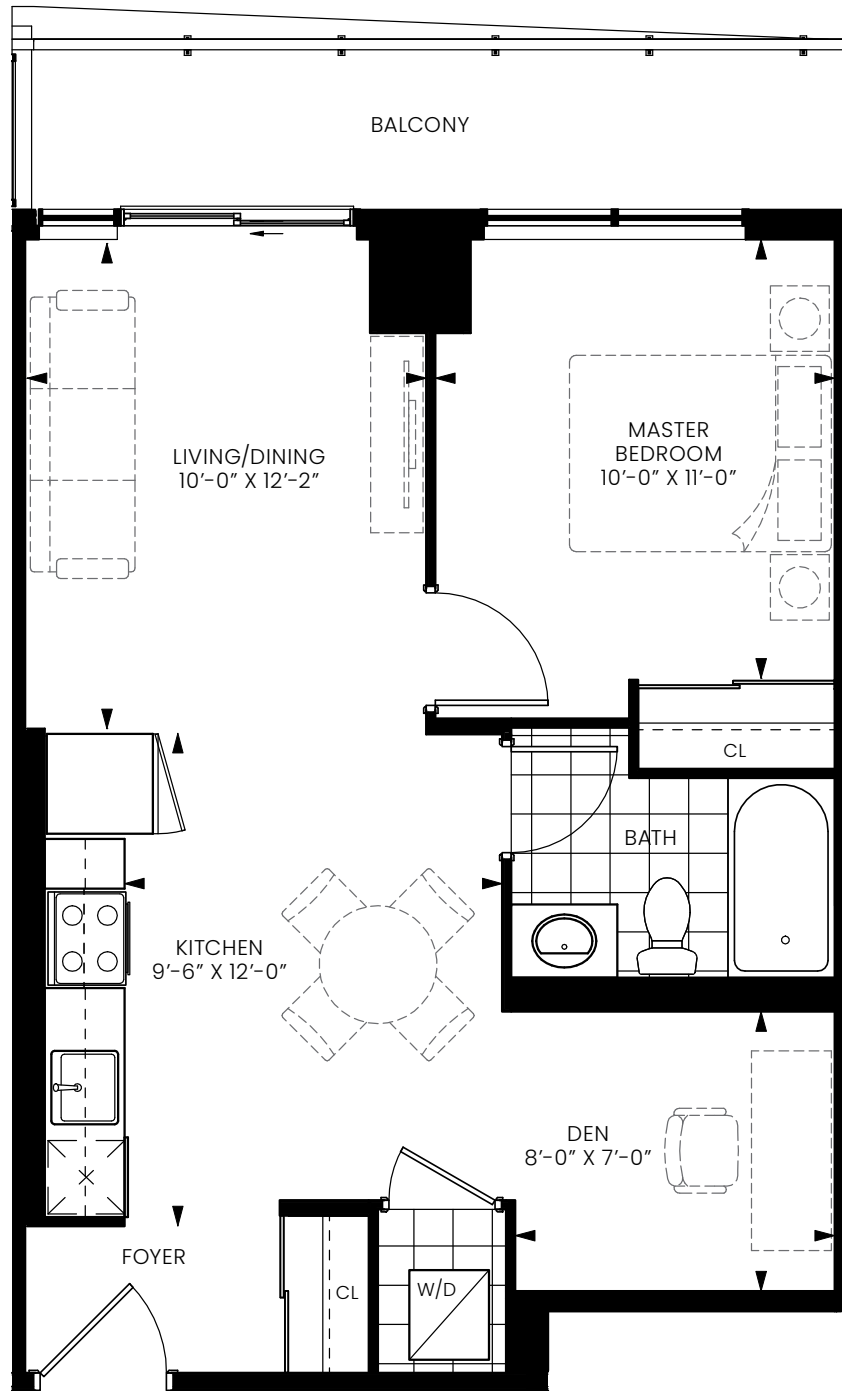 BALCONY
LIVING/DINING
10’-0” X 12’-2”
MASTER
BEDROOM
10’-0” X 11’-0”
CL
BATH
KITCHEN
9’-6” X 12’-0”
DEN
8’-0” X 7’-0”
FOYER
CL
W/D